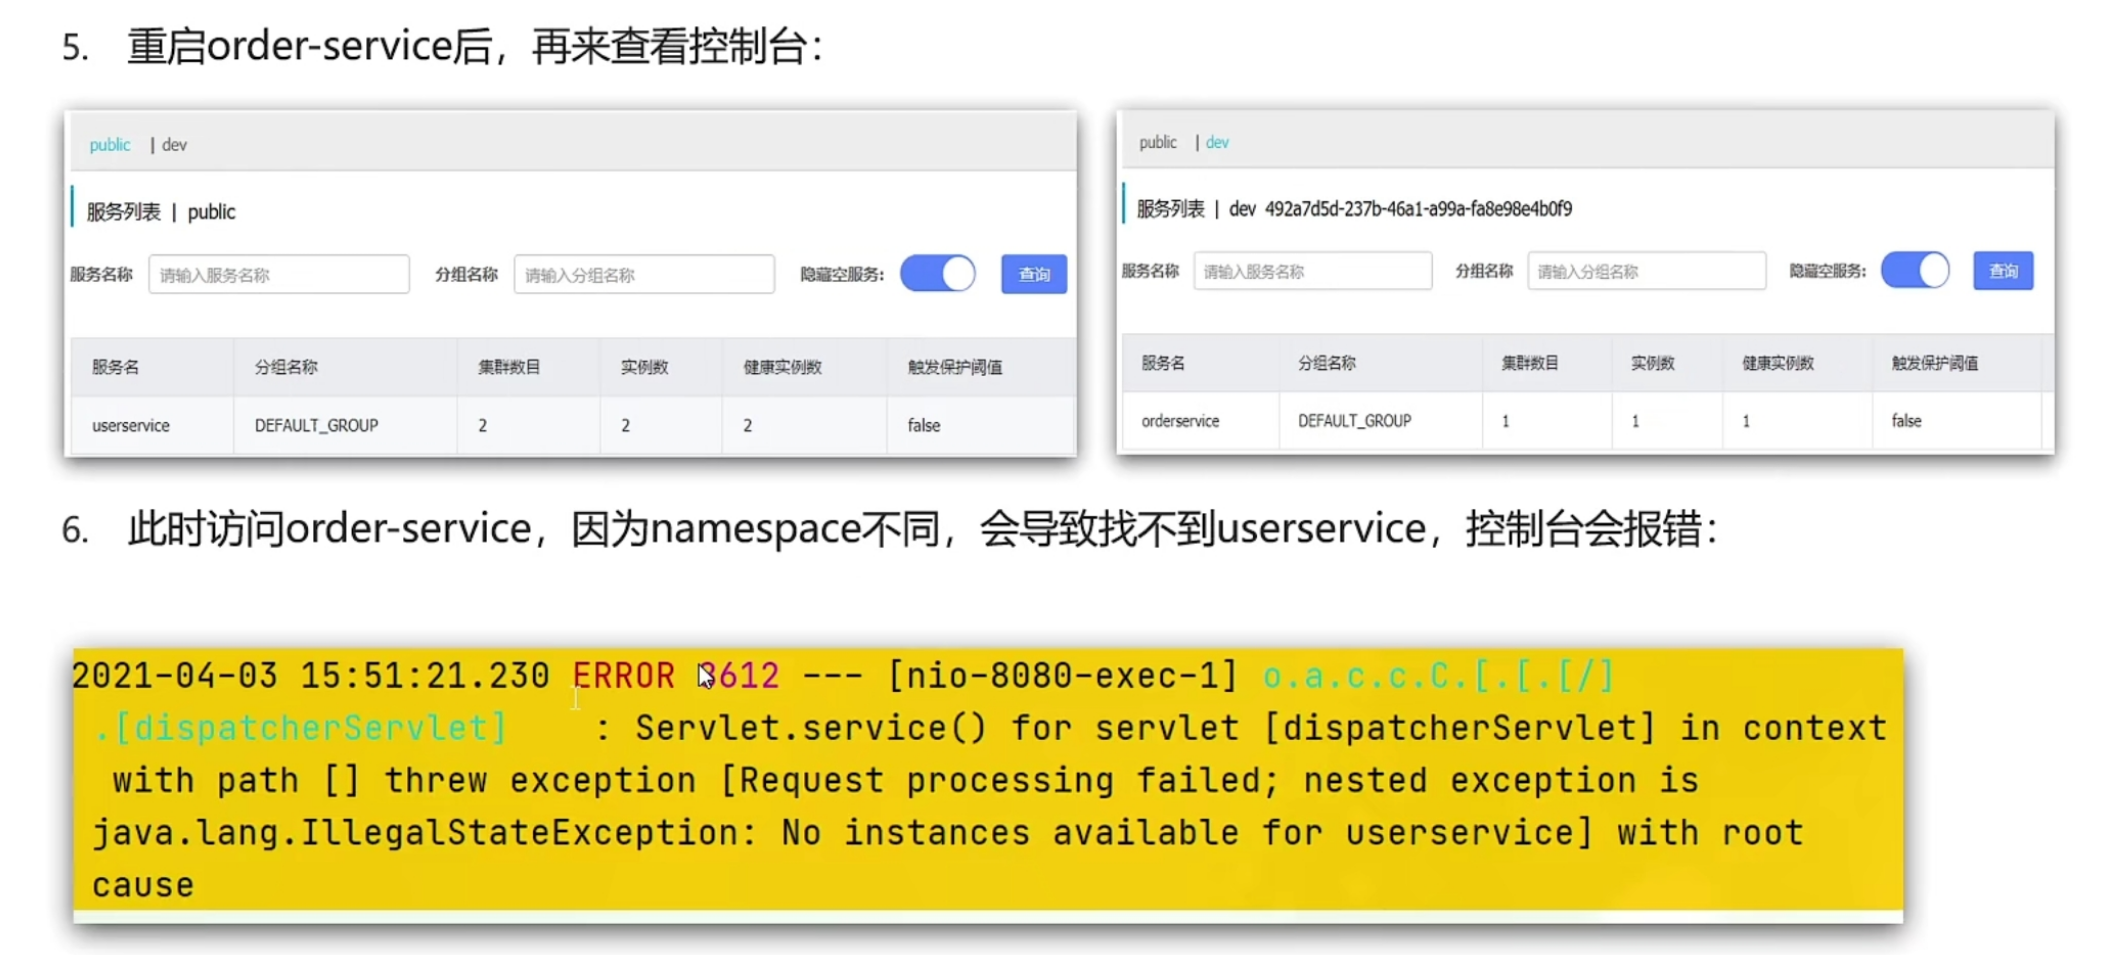 5. 重启order-service后，再来查看控制台：
public | dev
服务列表 | public
服务名称 请输入服务名称 分组名称 请输入分组名称 隐藏空服务: 查询
服务名 分组名称 集群数目 实例数 健康实例数 触发保护阈值
userservice DEFAULT_GROUP 2 2 2 false
public | dev
服务列表 | dev 492a7d5d-237b-46a1-a99a-fa8e98e4b0f9
服务名称 请输入服务名称 分组名称 请输入分组名称 隐藏空服务: 查询
服务名 分组名称 集群数目 实例数 健康实例数 触发保护阈值
orderservice DEFAULT_GROUP 1 1 1 false
6. 此时访问order-service，因为namespace不同，会导致找不到userservice，控制台会报错：
2021-04-03 15:51:21.230 ERROR 8612 --- [nio-8080-exec-1] o.a.c.c.C.[.[.[/]
.[dispatcherServlet] : Servlet.service() for servlet [dispatcherServlet] in context
with path [] threw exception [Request processing failed; nested exception is
java.lang.IllegalStateException: No instances available for userservice] with root
cause